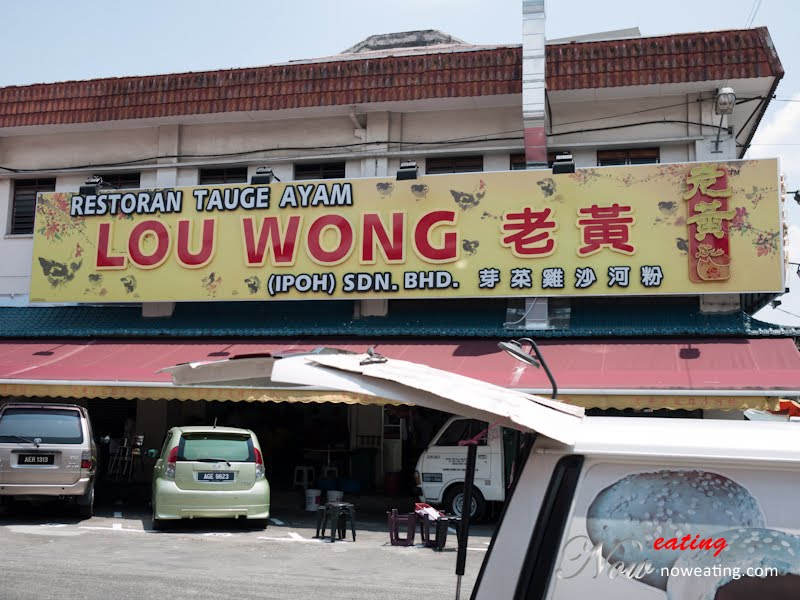 RESTORAN TAUGE AYAM
LOU WONG 老黃
(IPOH) SDN. BHD. 芽菜雞沙河粉
老黃
TM
AER 1313
AGE 9623
Now eating
noweating.com